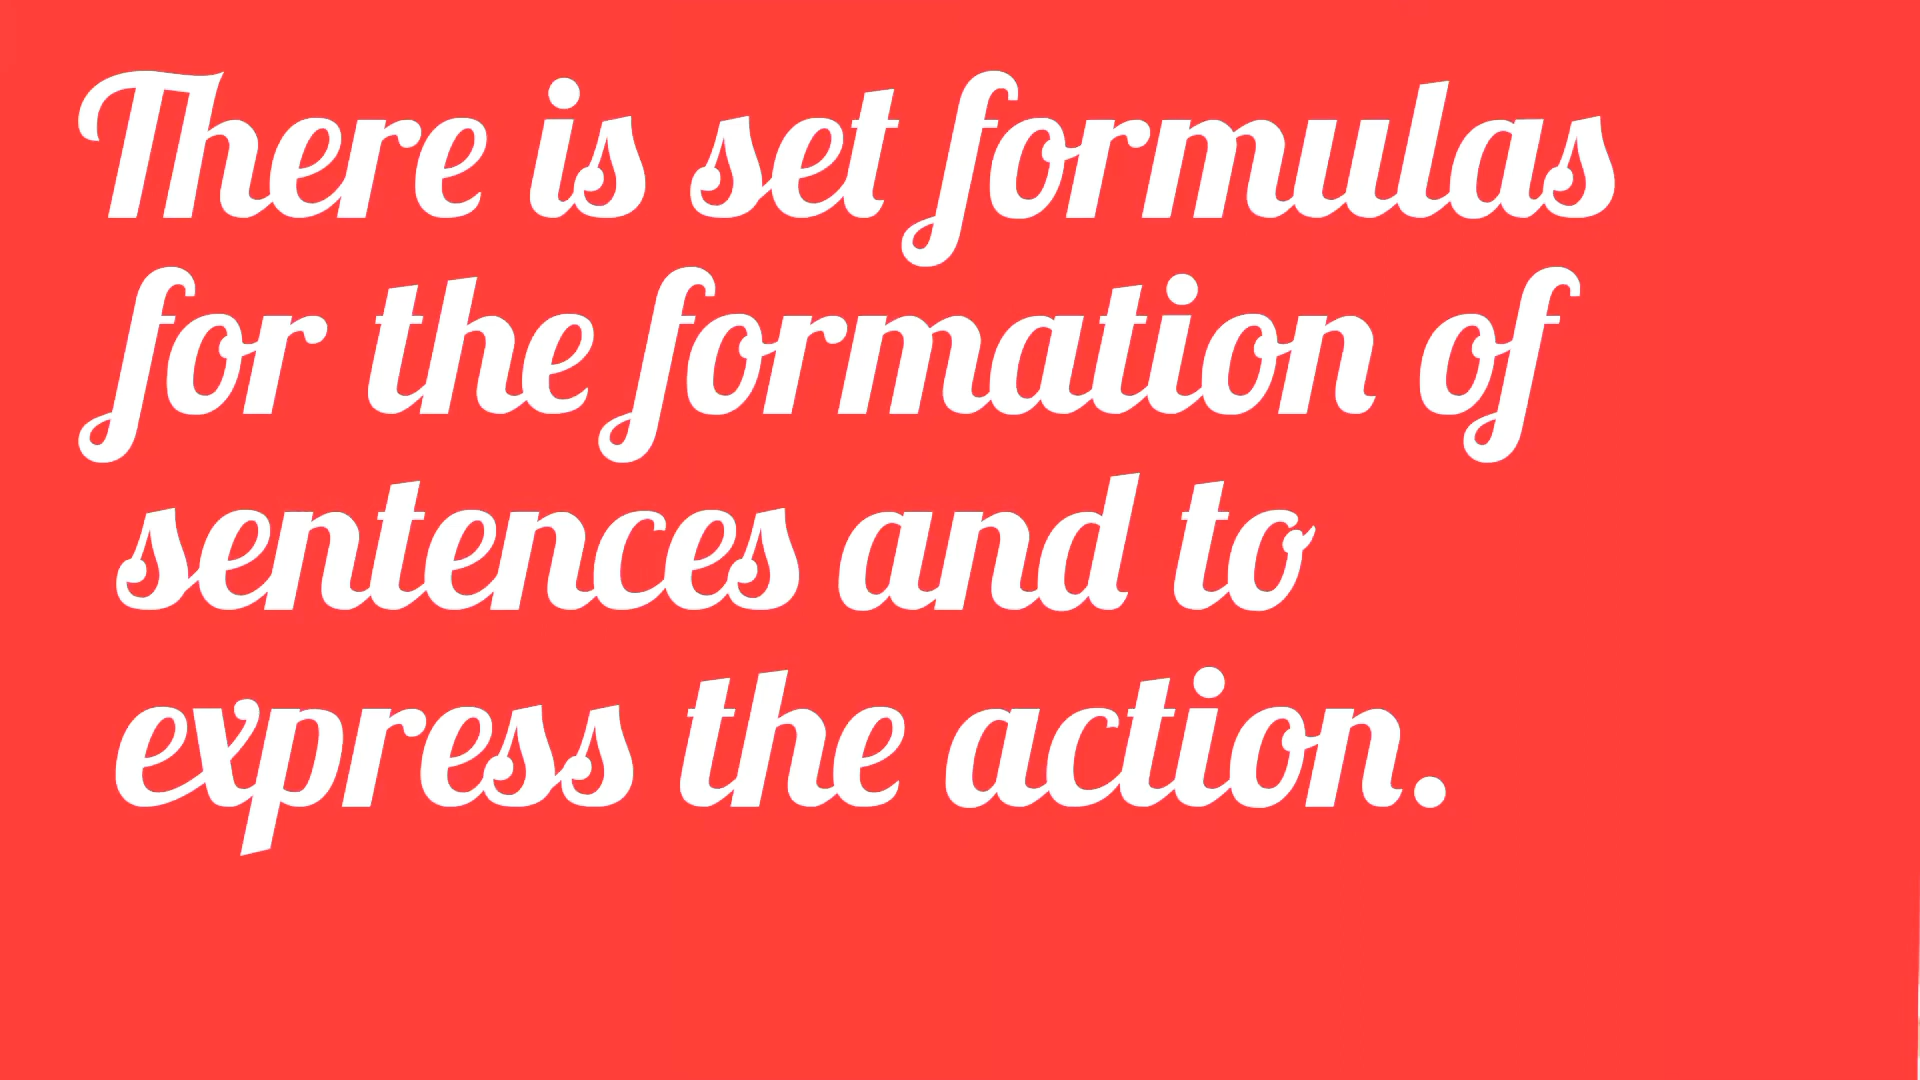 There is set formulas
for the formation of
sentences and to
express the action.